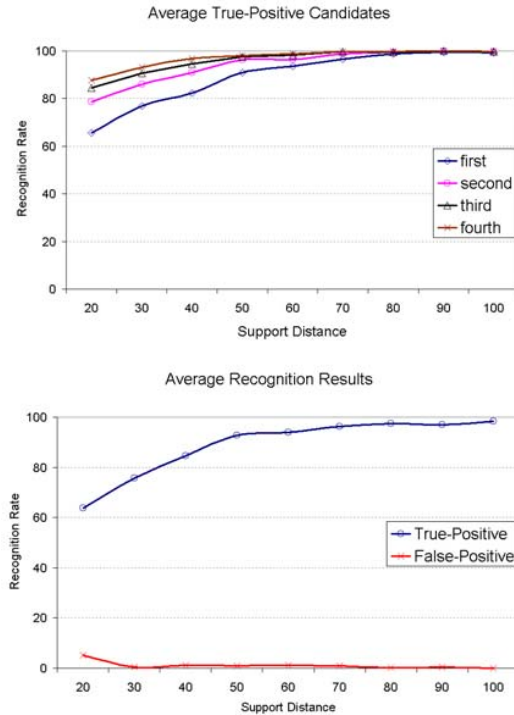 Average True-Positive Candidates
100
80
60
40
20
0
Recognition Rate
first
second
third
fourth
20 30 40 50 60 70 80 90 100
Support Distance
Average Recognition Results
100
80
60
40
20
0
Recognition Rate
True-Positive
False-Positive
20 30 40 50 60 70 80 90 100
Support Distance